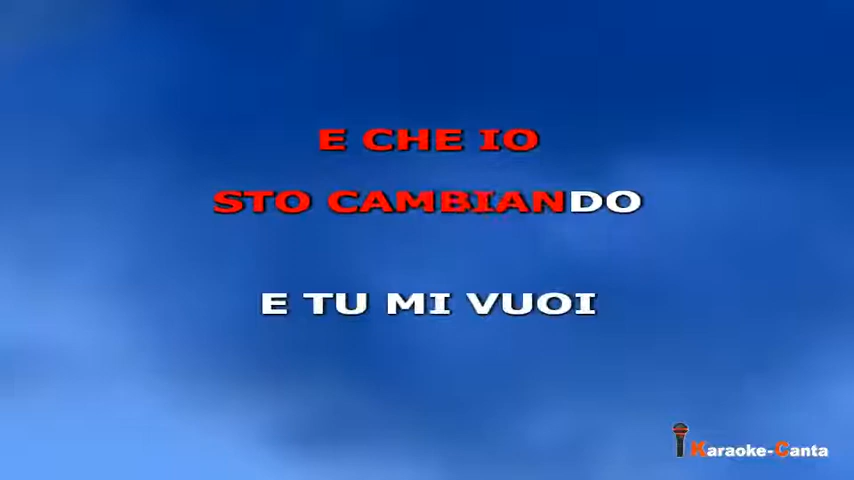 E CHE IO
STO CAMBIANDO
E TU MI VUOI
Karaoke-Canta